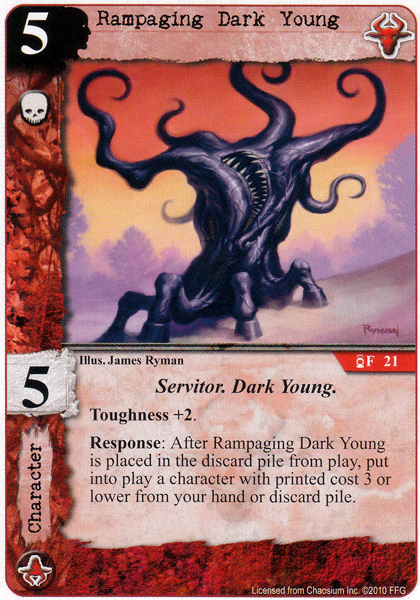 5
Rampaging Dark Young
RYMAN
Illus. James Ryman
F 21
5
Servitor. Dark Young.
Toughness +2.
Response: After Rampaging Dark Young
is placed in the discard pile from play, put
into play a character with printed cost 3 or
lower from your hand or discard pile.
Character
Licensed from Chaosium Inc. ©2010 FFG